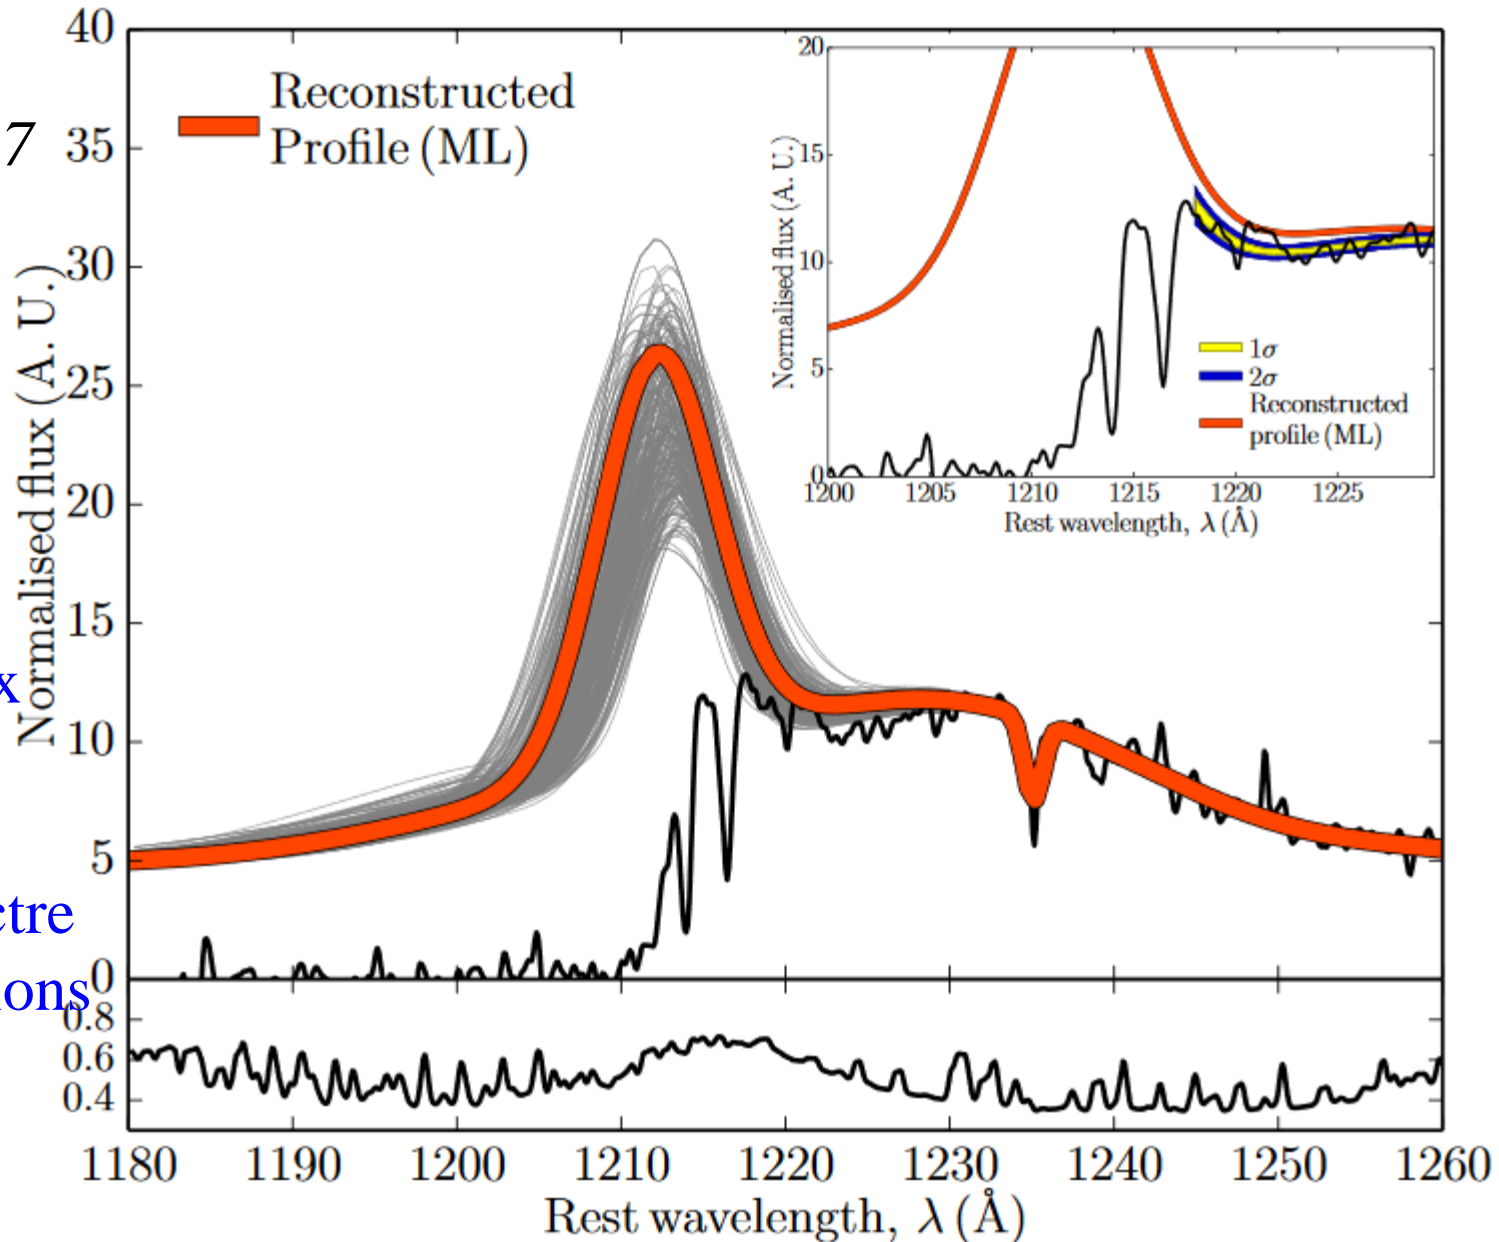 40
35
30
25
20
15
10
5
0
Normalised flux (A. U.)
Reconstructed
Profile (ML)
20
15
10
5
0
Normalised flux (A. U.)
1σ
2σ
Reconstructed
profile (ML)
1200 1205 1210 1215 1220 1225
Rest wavelength, λ (Å)
7
x
ctre
ions
0.8
0.6
0.4
1180 1190 1200 1210 1220 1230 1240 1250 1260
Rest wavelength, λ (Å)